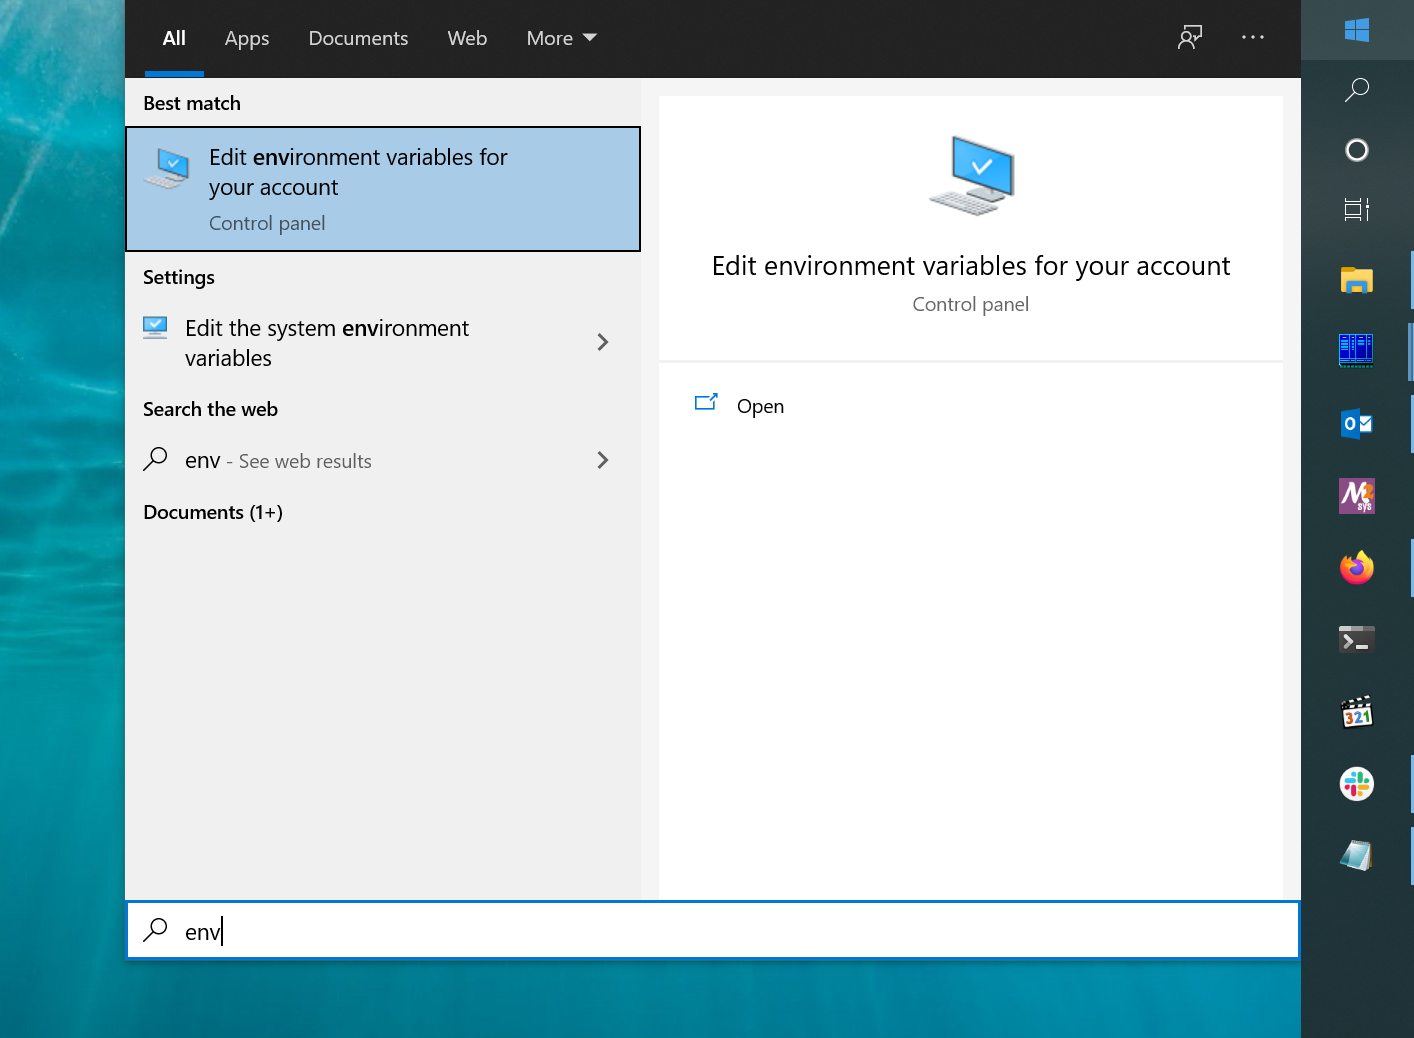 All Apps Documents Web More
Best match
Edit environment variables for
your account
Control panel
Settings
Edit the system environment
variables
Search the web
env - See web results
Documents (1+)
Edit environment variables for your account
Control panel
Open
env
O
M2
sys
321